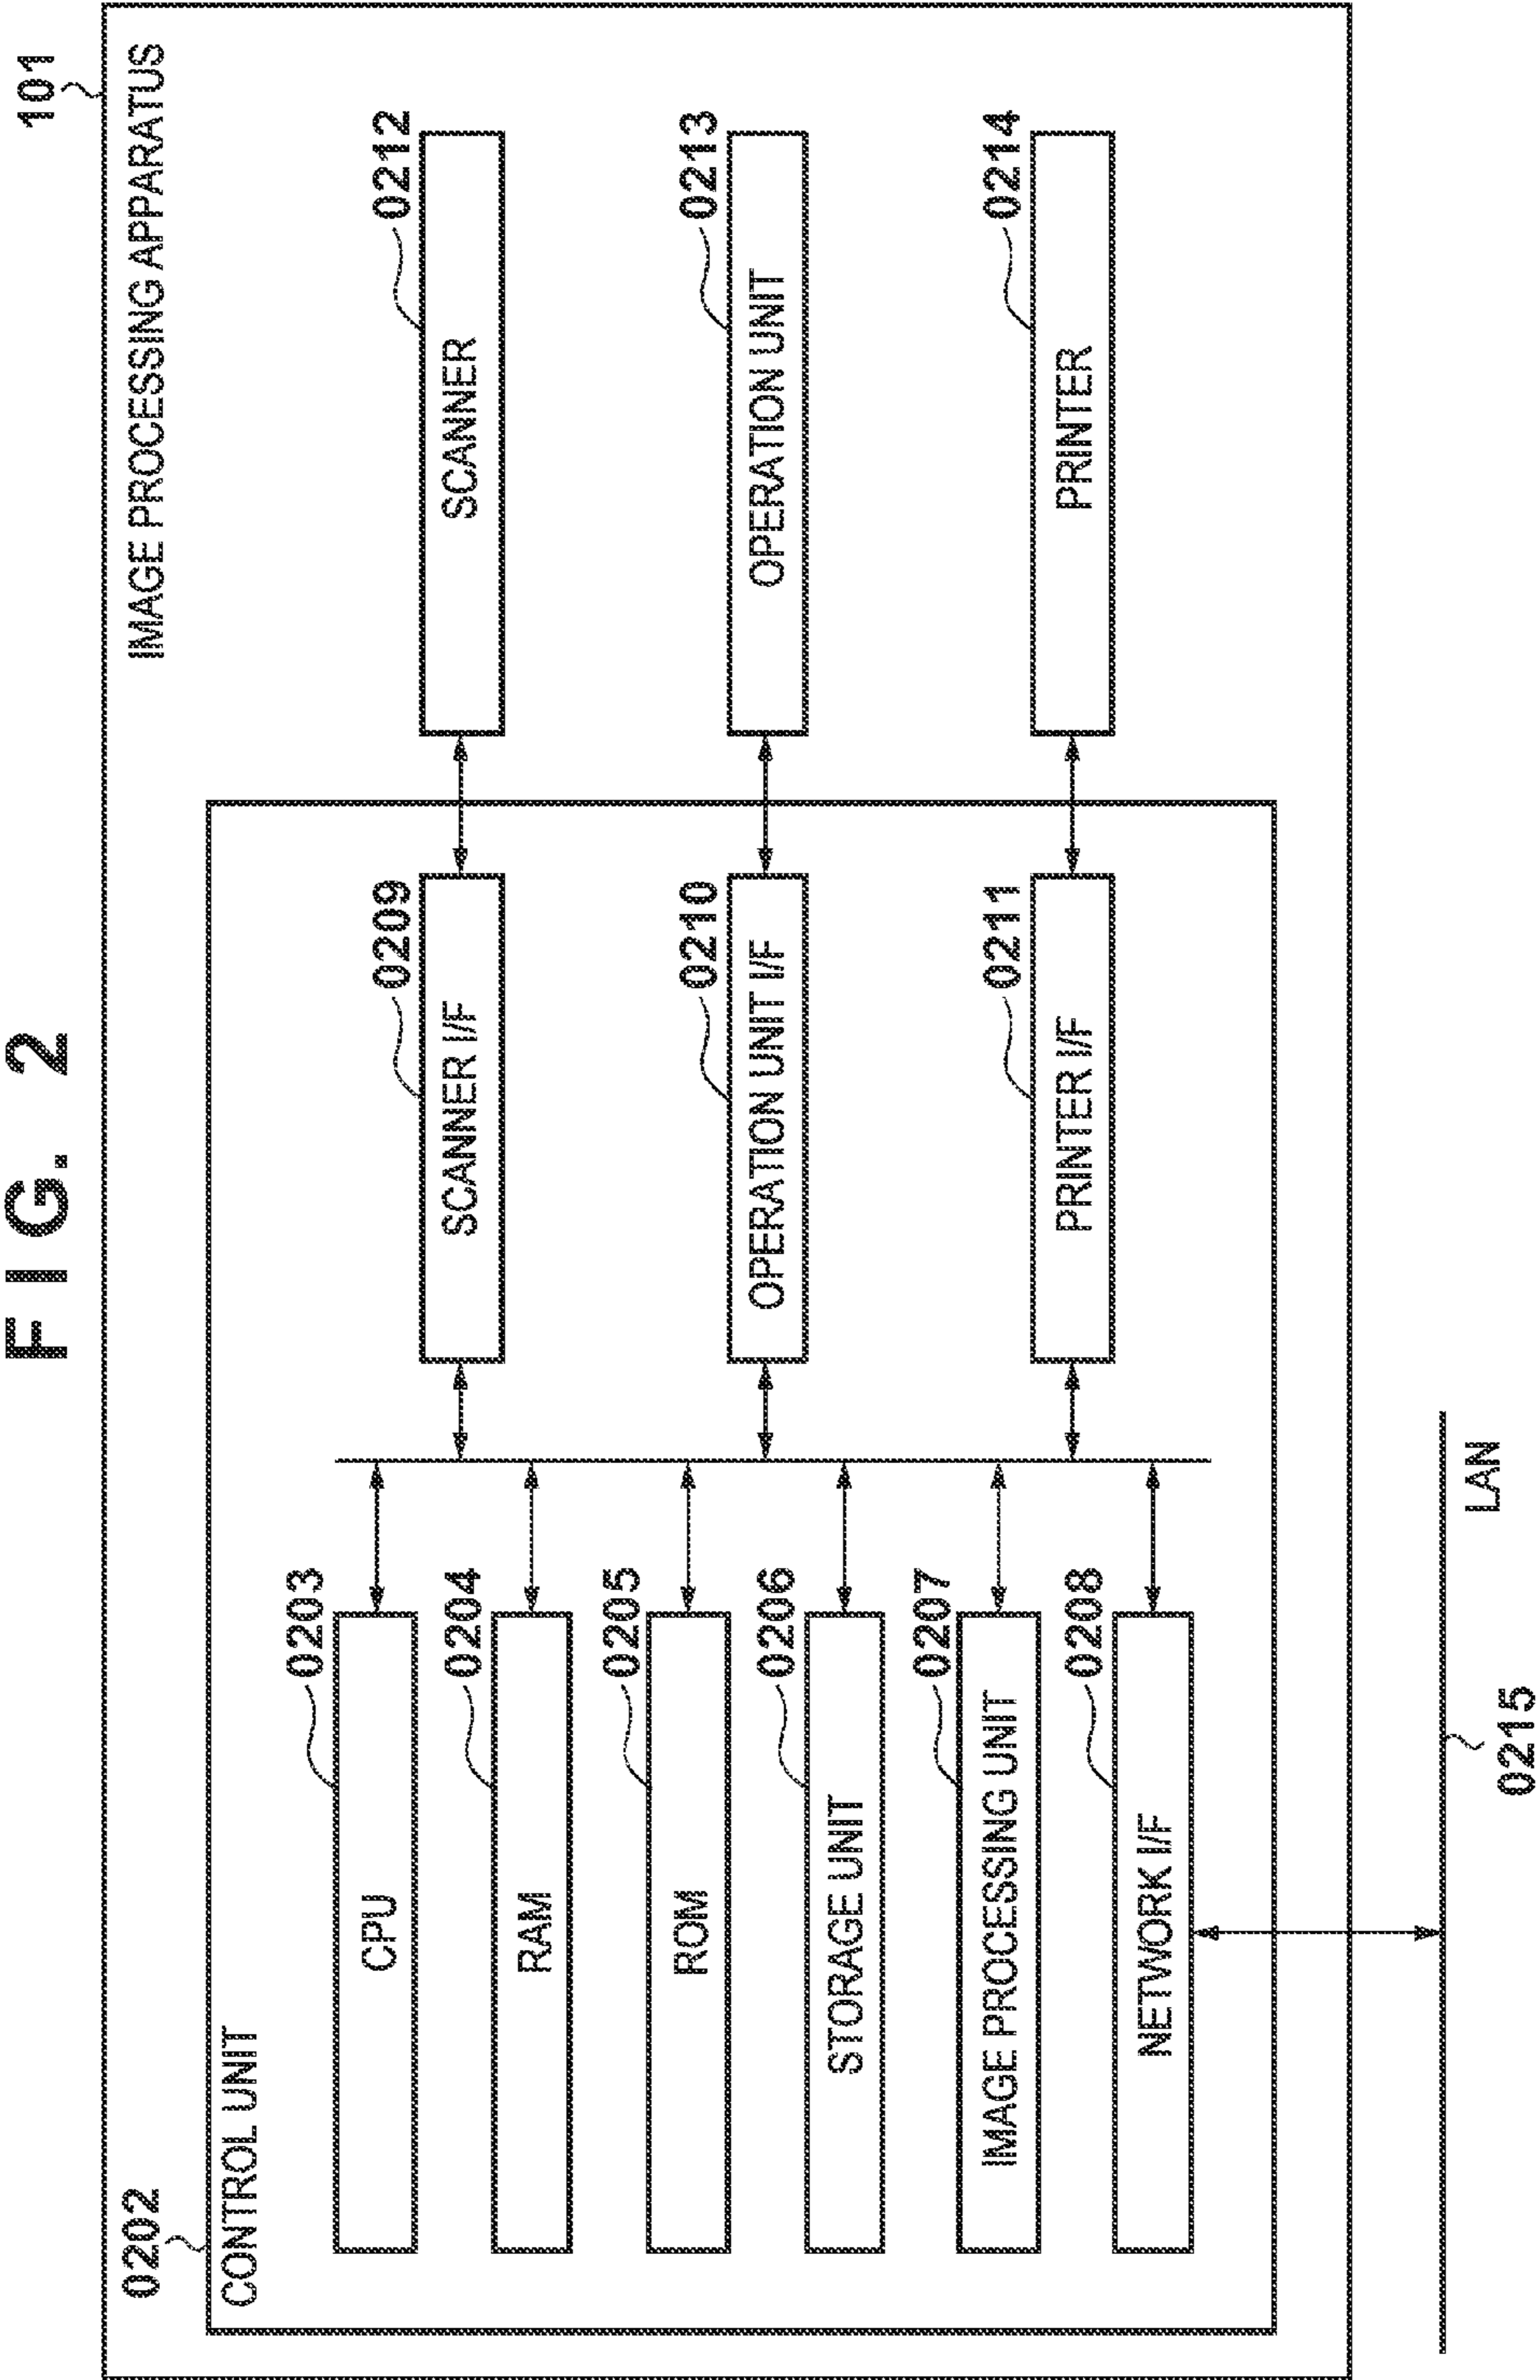 FIG. 2
101
IMAGE PROCESSING APPARATUS
0202
CONTROL UNIT
0203
CPU
0204
RAM
0205
ROM
0206
STORAGE UNIT
0207
IMAGE PROCESSING UNIT
0208
NETWORK I/F
0209
SCANNER I/F
0210
OPERATION UNIT I/F
0211
PRINTER I/F
0212
SCANNER
0213
OPERATION UNIT
0214
PRINTER
0215
LAN